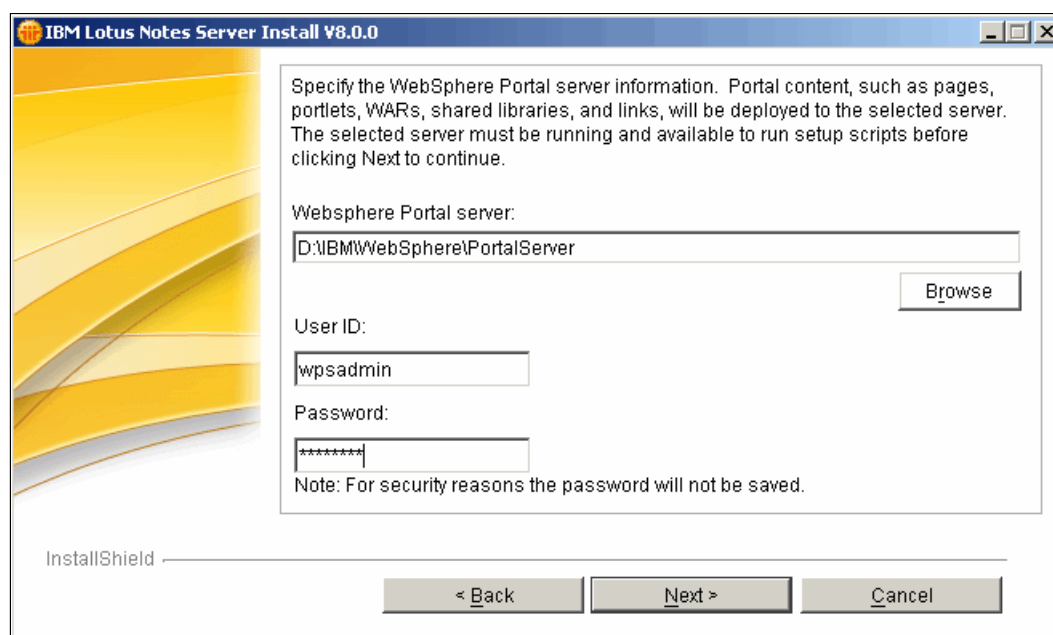 IBM Lotus Notes Server Install V8.0.0
Specify the WebSphere Portal server information. Portal content, such as pages,
portlets, WARs, shared libraries, and links, will be deployed to the selected server.
The selected server must be running and available to run setup scripts before
clicking Next to continue.
Websphere Portal server:
D:\IBM\WebSphere\PortalServer
Browse
User ID:
wpsadmin
Password:
********
Note: For security reasons the password will not be saved.
InstallShield
< Back
Next >
Cancel